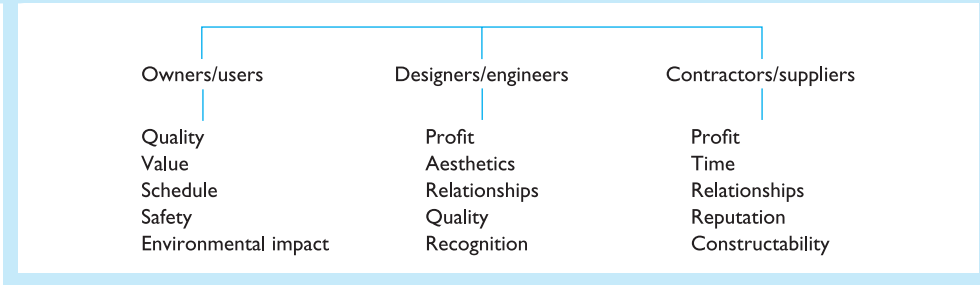 Owners/users
Designers/engineers
Contractors/suppliers
Quality
Value
Schedule
Safety
Environmental impact
Profit
Aesthetics
Relationships
Quality
Recognition
Profit
Time
Relationships
Reputation
Constructability